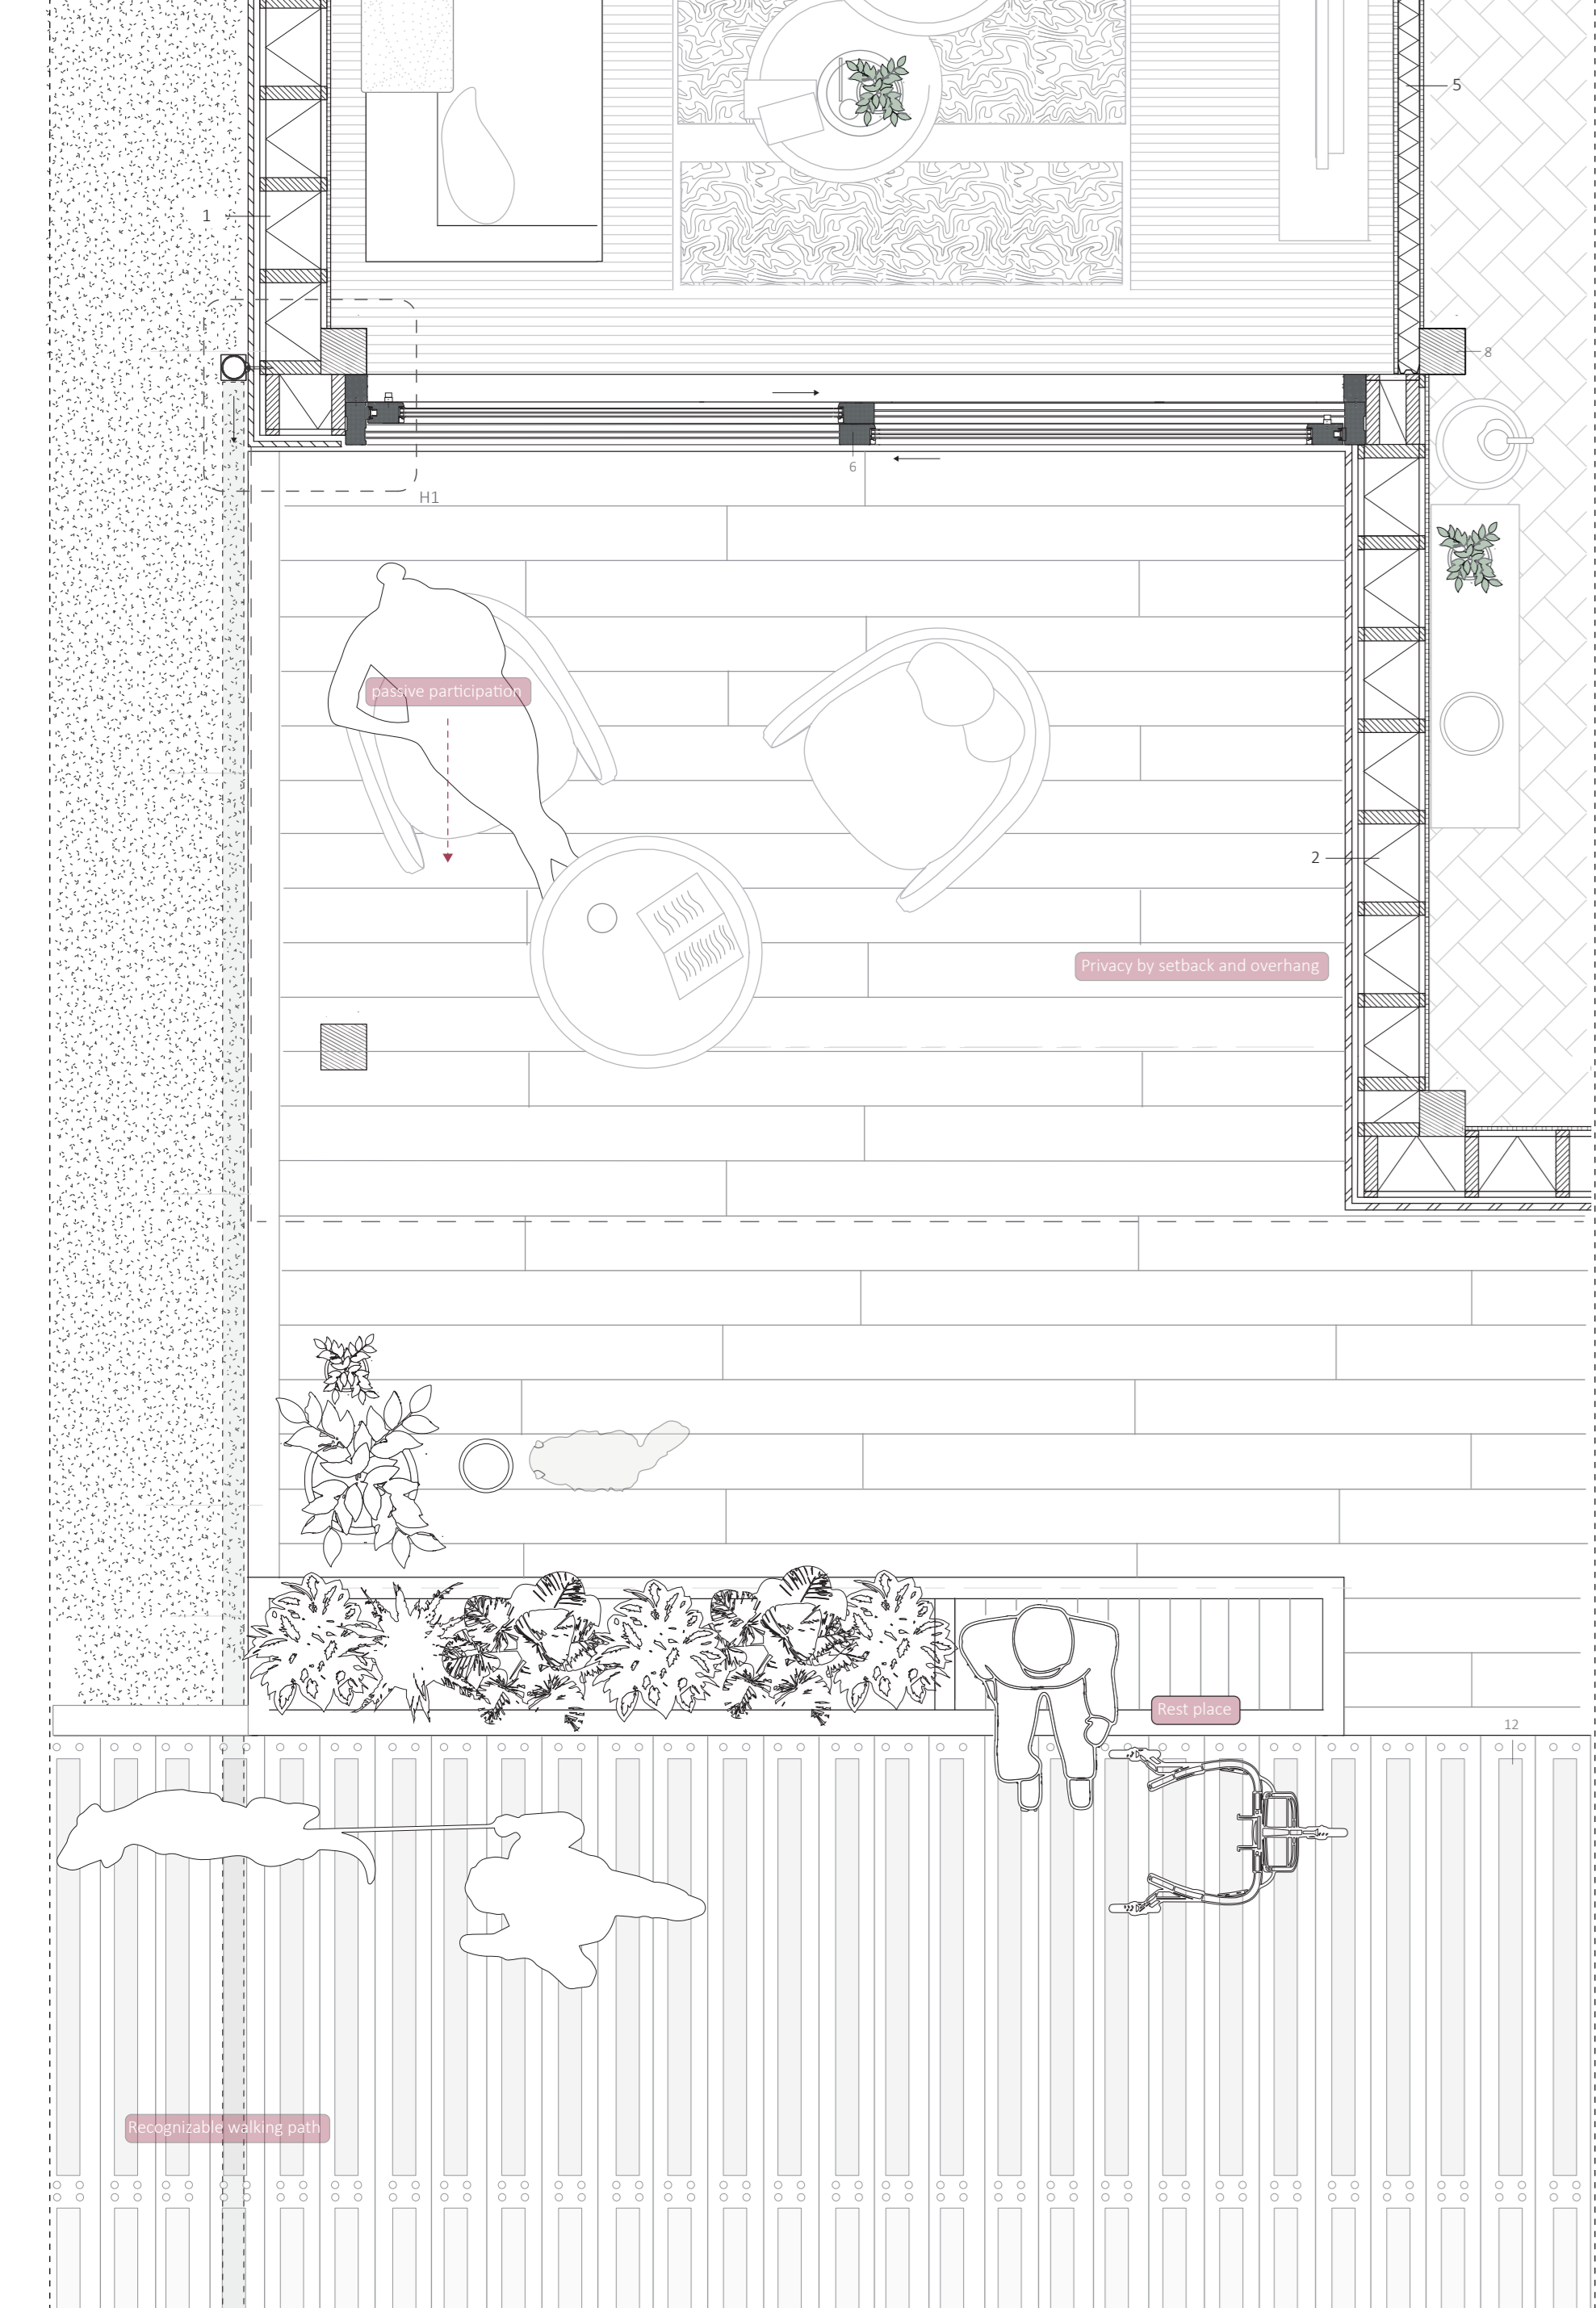 5
1
8
6
H1
passive participation
2
Privacy by setback and overhang
Rest place
12
Recognizable walking path